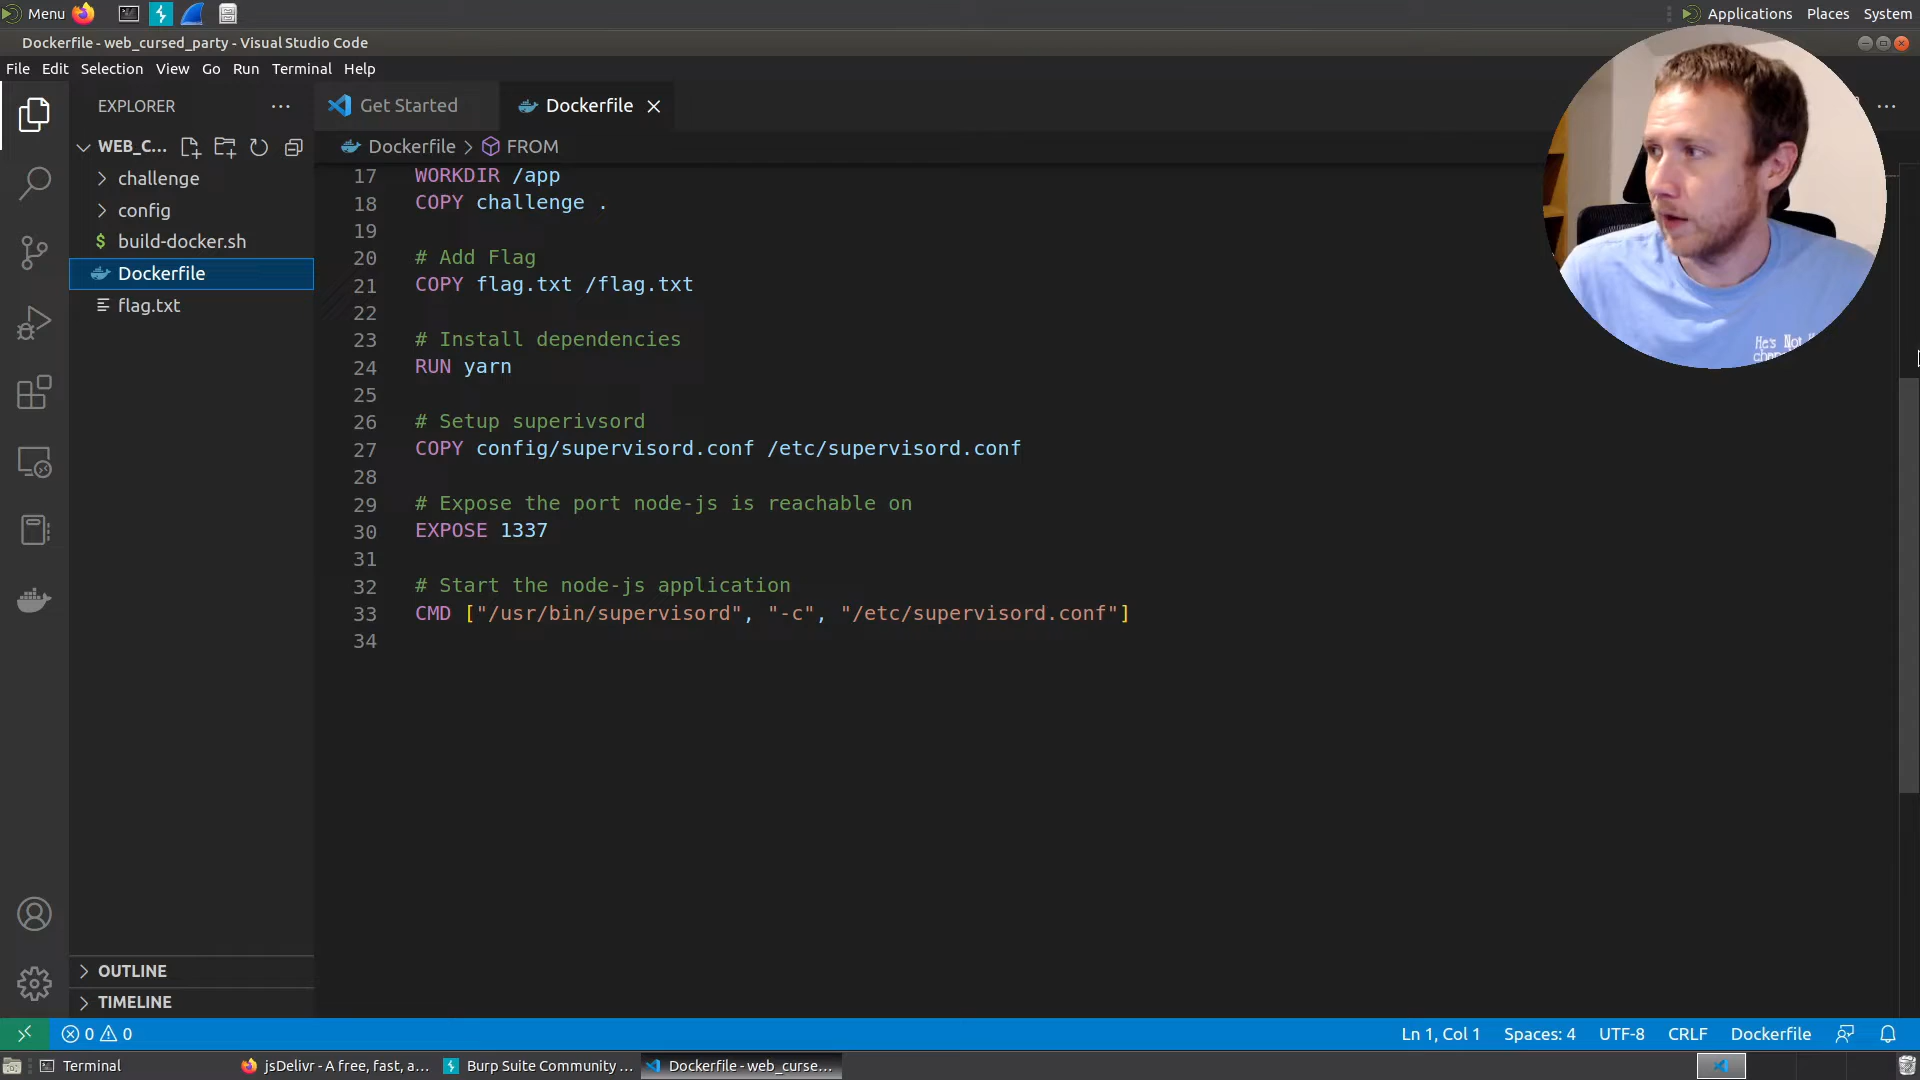 Menu
Applications Places System
Dockerfile - web_cursed_party - Visual Studio Code
File Edit Selection View Go Run Terminal Help
EXPLORER
Get Started
Dockerfile
WEB_C...
Dockerfile > FROM
challenge
config
build-docker.sh
Dockerfile
flag.txt
17 WORKDIR /app
18 COPY challenge .
19
20 # Add Flag
21 COPY flag.txt /flag.txt
22
23 # Install dependencies
24 RUN yarn
25
26 # Setup superivsord
27 COPY config/supervisord.conf /etc/supervisord.conf
28
29 # Expose the port node-js is reachable on
30 EXPOSE 1337
31
32 # Start the node-js application
33 CMD ["/usr/bin/supervisord", "-c", "/etc/supervisord.conf"]
34
He's Not
OUTLINE
TIMELINE
0 0
Ln 1, Col 1 Spaces: 4 UTF-8 CRLF Dockerfile
Terminal
jsDelivr - A free, fast, a...
Burp Suite Community ...
Dockerfile - web_curse...